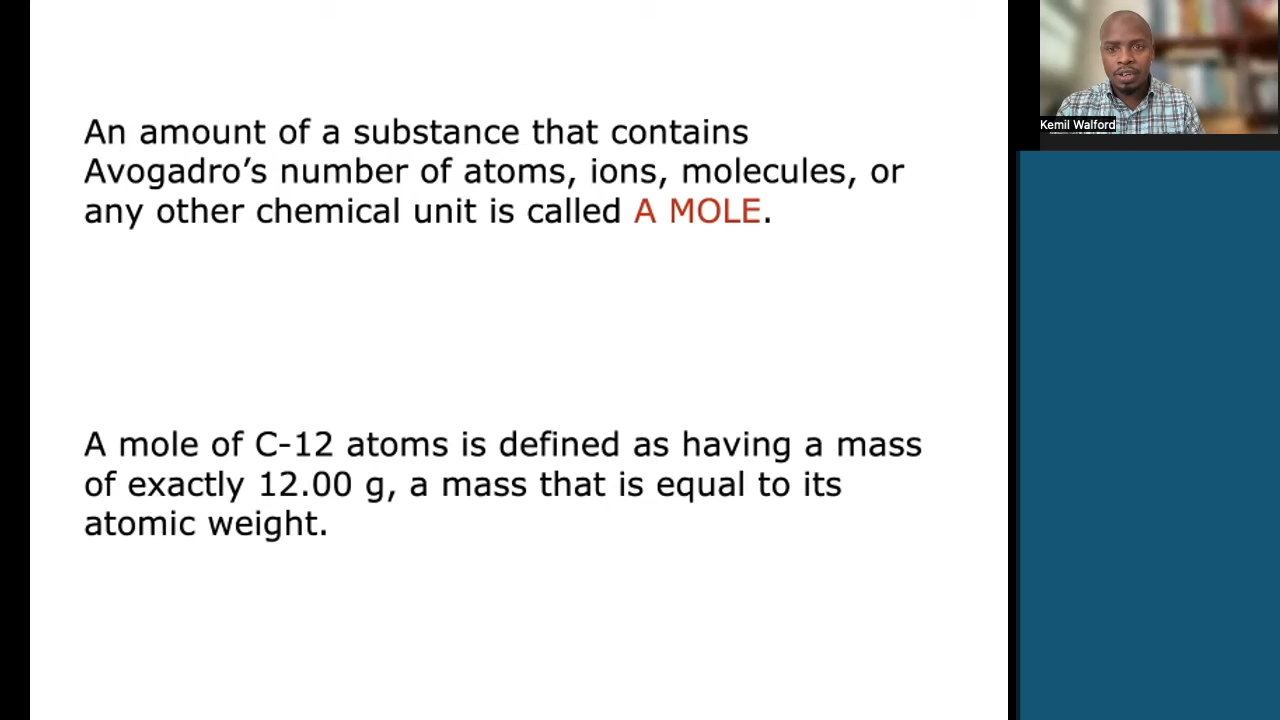 An amount of a substance that contains
Avogadro’s number of atoms, ions, molecules, or
any other chemical unit is called A MOLE.
A mole of C-12 atoms is defined as having a mass
of exactly 12.00 g, a mass that is equal to its
atomic weight.
Kemil Walford